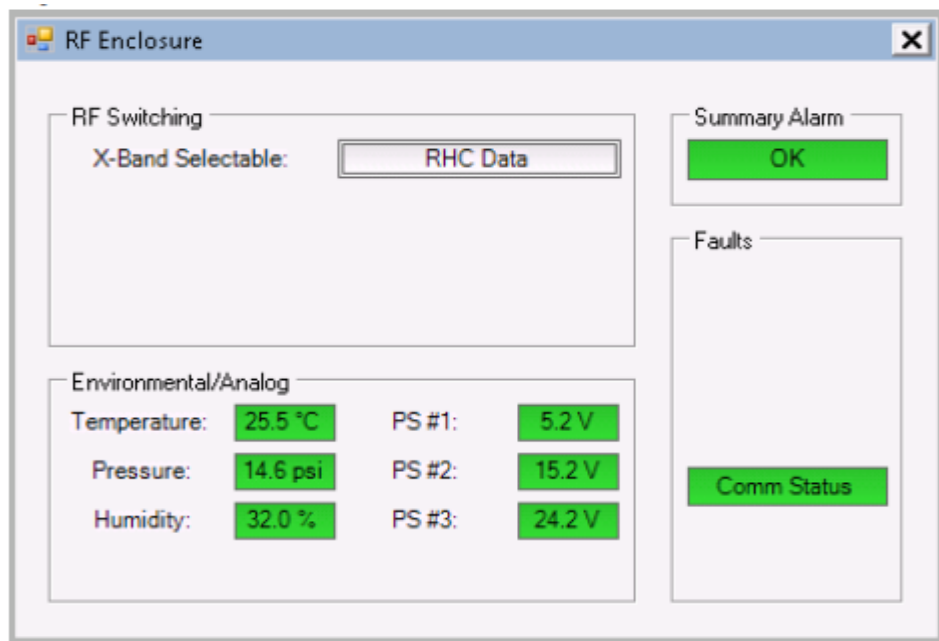 RF Enclosure
RF Switching
X-Band Selectable: RHC Data
Summary Alarm
OK
Faults
Comm Status
Environmental/Analog
Temperature: 25.5 °C PS #1: 5.2 V
Pressure: 14.6 psi PS #2: 15.2 V
Humidity: 32.0 % PS #3: 24.2 V